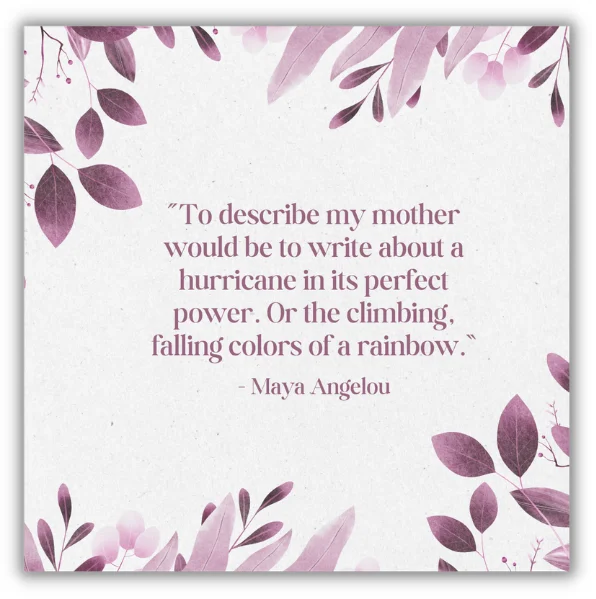 "To describe my mother
would be to write about a
hurricane in its perfect
power. Or the climbing,
falling colors of a rainbow."
- Maya Angelou